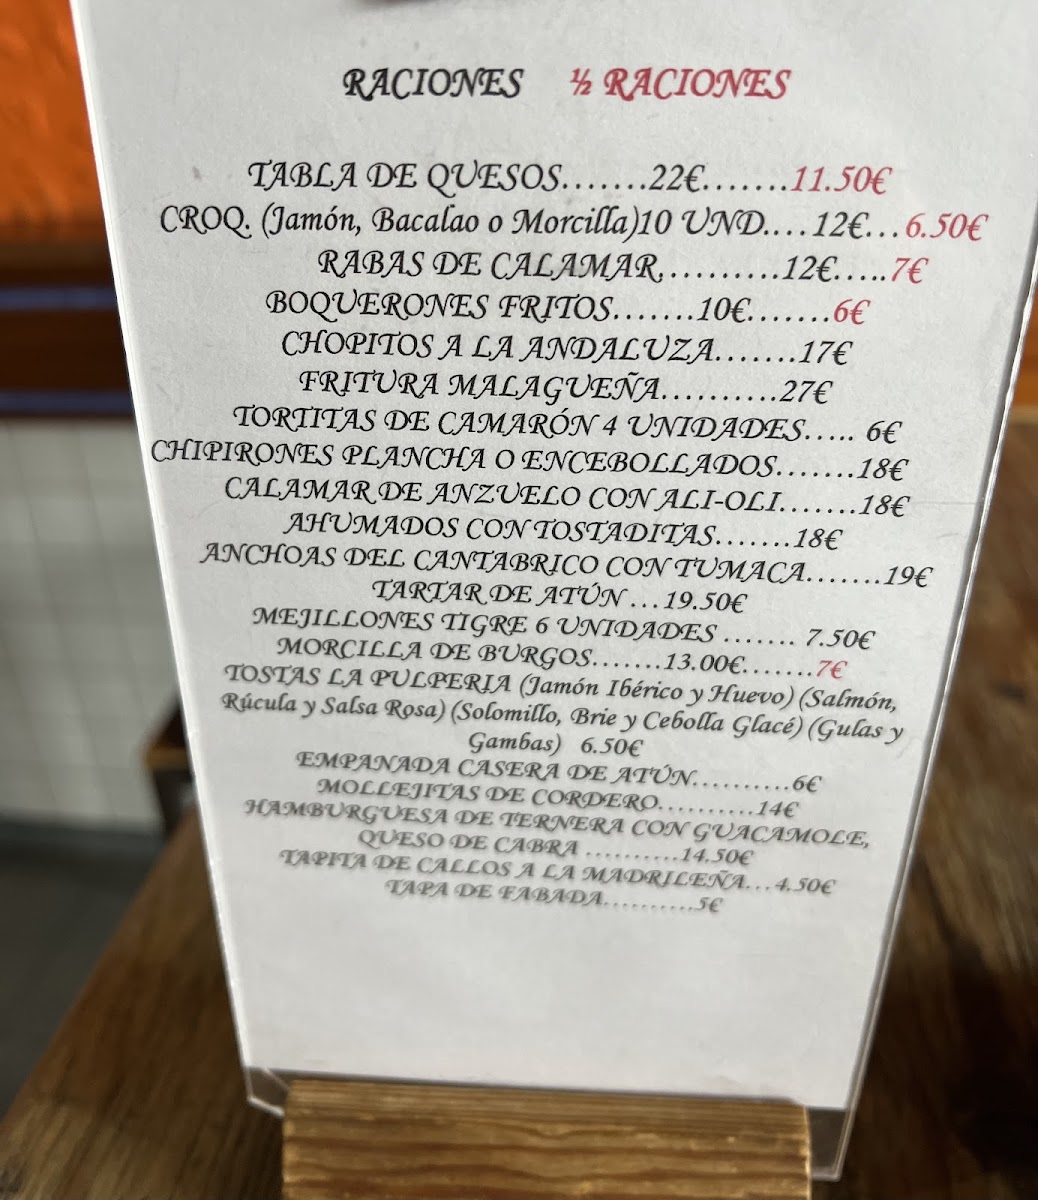 RACIONES ½ RACIONES
TABLA DE QUESOS.......22€.......11.50€
CROQ. (Jamón, Bacalao o Morcilla)10 UND....12€...6.50€
RABAS DE CALAMAR..........12€.....7€
BOQUERONES FRITOS.......10€.......6€
CHOPITOS A LA ANDALUZA.......17€
FRITURA MALAGUEÑA..........27€
TORTITAS DE CAMARÓN 4 UNIDADES..... 6€
CHIPIRONES PLANCHA O ENCEBOLLADOS.......18€
CALAMAR DE ANZUELO CON ALI-OLI.......18€
AHUMADOS CON TOSTADITAS.......18€
ANCHOAS DEL CANTABRICO CON TUMACA.......19€
TARTAR DE ATÚN ...19.50€
MEJILLONES TIGRE 6 UNIDADES ....... 7.50€
MORCILLA DE BURGOS.......13.00€.......7€
TOSTAS LA PULPERIA (Jamón Ibérico y Huevo) (Salmón,
Rúcula y Salsa Rosa) (Solomillo, Brie y Cebolla Glacé) (Gulas y
Gambas) 6.50€
EMPANADA CASERA DE ATÚN..........6€
MOLLEJITAS DE CORDERO..........14€
HAMBURGUESA DE TERNERA CON GUACAMOLE,
QUESO DE CABRA ..........14.50€
TAPITA DE CALLOS A LA MADRILEÑA...4.50€
TAPA DE FABADA..........5€